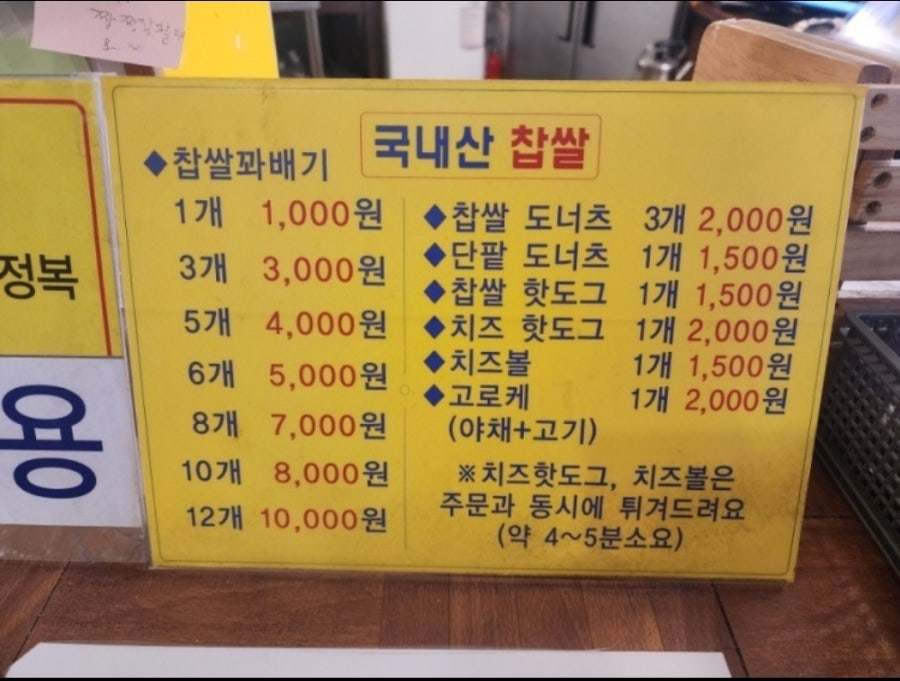 정복
용
국내산 찹쌀
◆찹쌀꽈배기
1개 1,000원
3개 3,000원
5개 4,000원
6개 5,000원
8개 7,000원
10개 8,000원
12개 10,000원
◆찹쌀 도너츠 3개 2,000원
◆단팥 도너츠 1개 1,500원
◆찹쌀 핫도그 1개 1,500원
◆치즈 핫도그 1개 2,000원
◆치즈볼 1개 1,500원
◆고로케 1개 2,000원
(야채+고기)
※치즈핫도그, 치즈볼은
주문과 동시에 튀겨드려요
(약 4~5분소요)